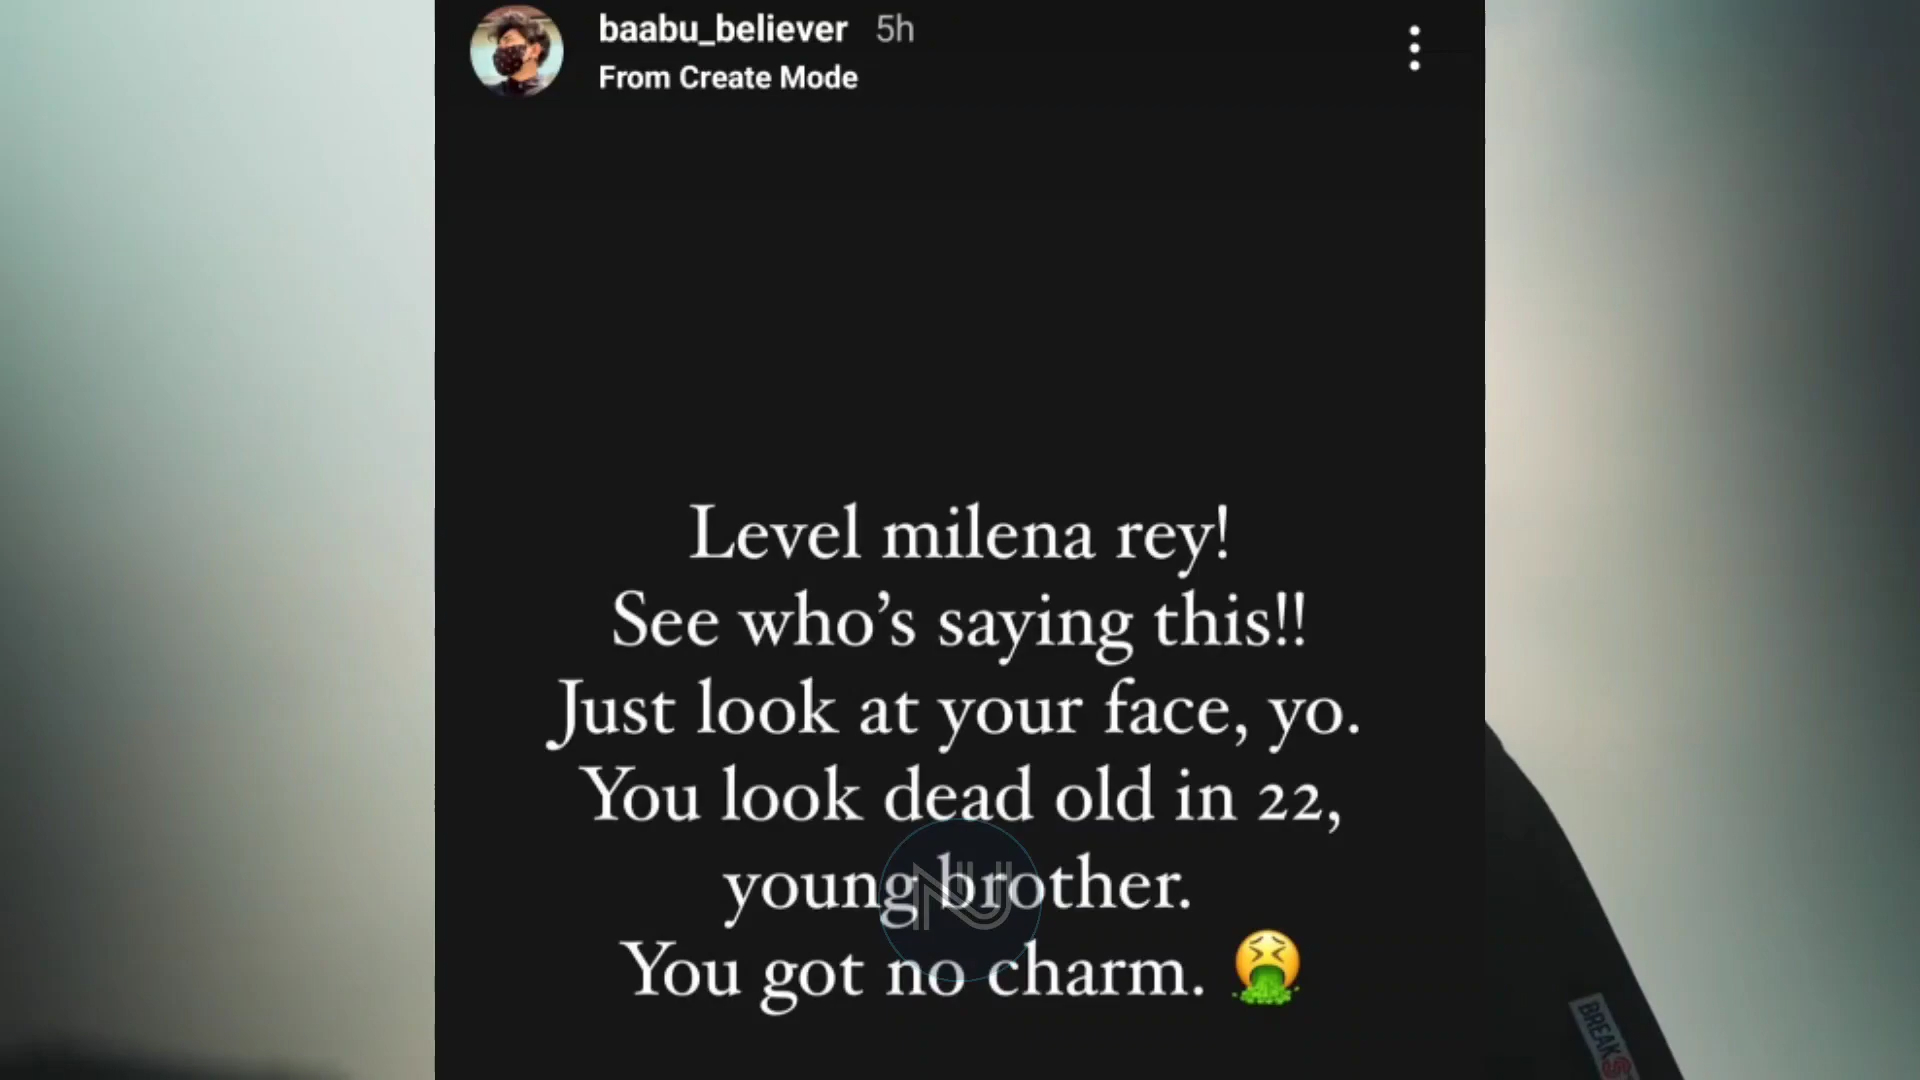 baabu_believer 5h
From Create Mode
Level milena rey!
See who's saying this!!
Just look at your face, yo.
You look dead old in 22,
young brother.
You got no charm. 🤮
NU